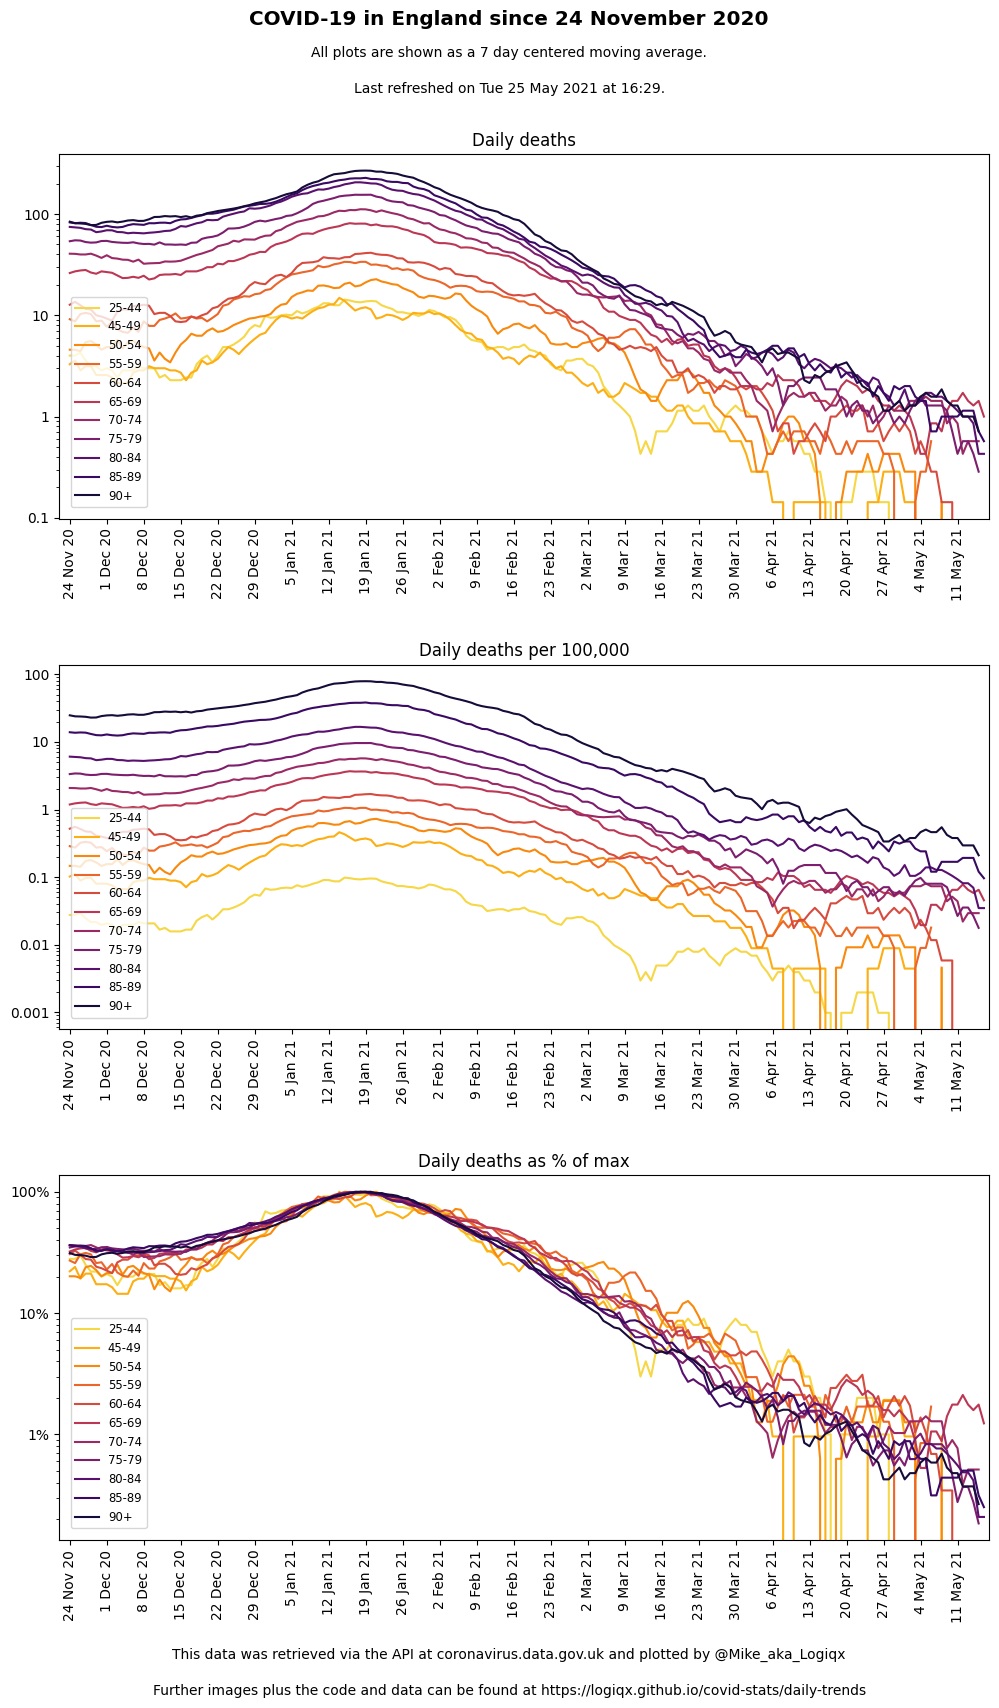 COVID-19 in England since 24 November 2020
All plots are shown as a 7 day centered moving average.
Last refreshed on Tue 25 May 2021 at 16:29.
Daily deaths
100
10
1
0.1
25-44
45-49
50-54
55-59
60-64
65-69
70-74
75-79
80-84
85-89
90+
24 Nov 20
1 Dec 20
8 Dec 20
15 Dec 20
22 Dec 20
29 Dec 20
5 Jan 21
12 Jan 21
19 Jan 21
26 Jan 21
2 Feb 21
9 Feb 21
16 Feb 21
23 Feb 21
2 Mar 21
9 Mar 21
16 Mar 21
23 Mar 21
30 Mar 21
6 Apr 21
13 Apr 21
20 Apr 21
27 Apr 21
4 May 21
11 May 21
Daily deaths per 100,000
100
10
1
0.1
0.01
0.001
25-44
45-49
50-54
55-59
60-64
65-69
70-74
75-79
80-84
85-89
90+
24 Nov 20
1 Dec 20
8 Dec 20
15 Dec 20
22 Dec 20
29 Dec 20
5 Jan 21
12 Jan 21
19 Jan 21
26 Jan 21
2 Feb 21
9 Feb 21
16 Feb 21
23 Feb 21
2 Mar 21
9 Mar 21
16 Mar 21
23 Mar 21
30 Mar 21
6 Apr 21
13 Apr 21
20 Apr 21
27 Apr 21
4 May 21
11 May 21
Daily deaths as % of max
100%
10%
1%
25-44
45-49
50-54
55-59
60-64
65-69
70-74
75-79
80-84
85-89
90+
24 Nov 20
1 Dec 20
8 Dec 20
15 Dec 20
22 Dec 20
29 Dec 20
5 Jan 21
12 Jan 21
19 Jan 21
26 Jan 21
2 Feb 21
9 Feb 21
16 Feb 21
23 Feb 21
2 Mar 21
9 Mar 21
16 Mar 21
23 Mar 21
30 Mar 21
6 Apr 21
13 Apr 21
20 Apr 21
27 Apr 21
4 May 21
11 May 21
This data was retrieved via the API at coronavirus.data.gov.uk and plotted by @Mike_aka_Logiqx
Further images plus the code and data can be found at https://logiqx.github.io/covid-stats/daily-trends